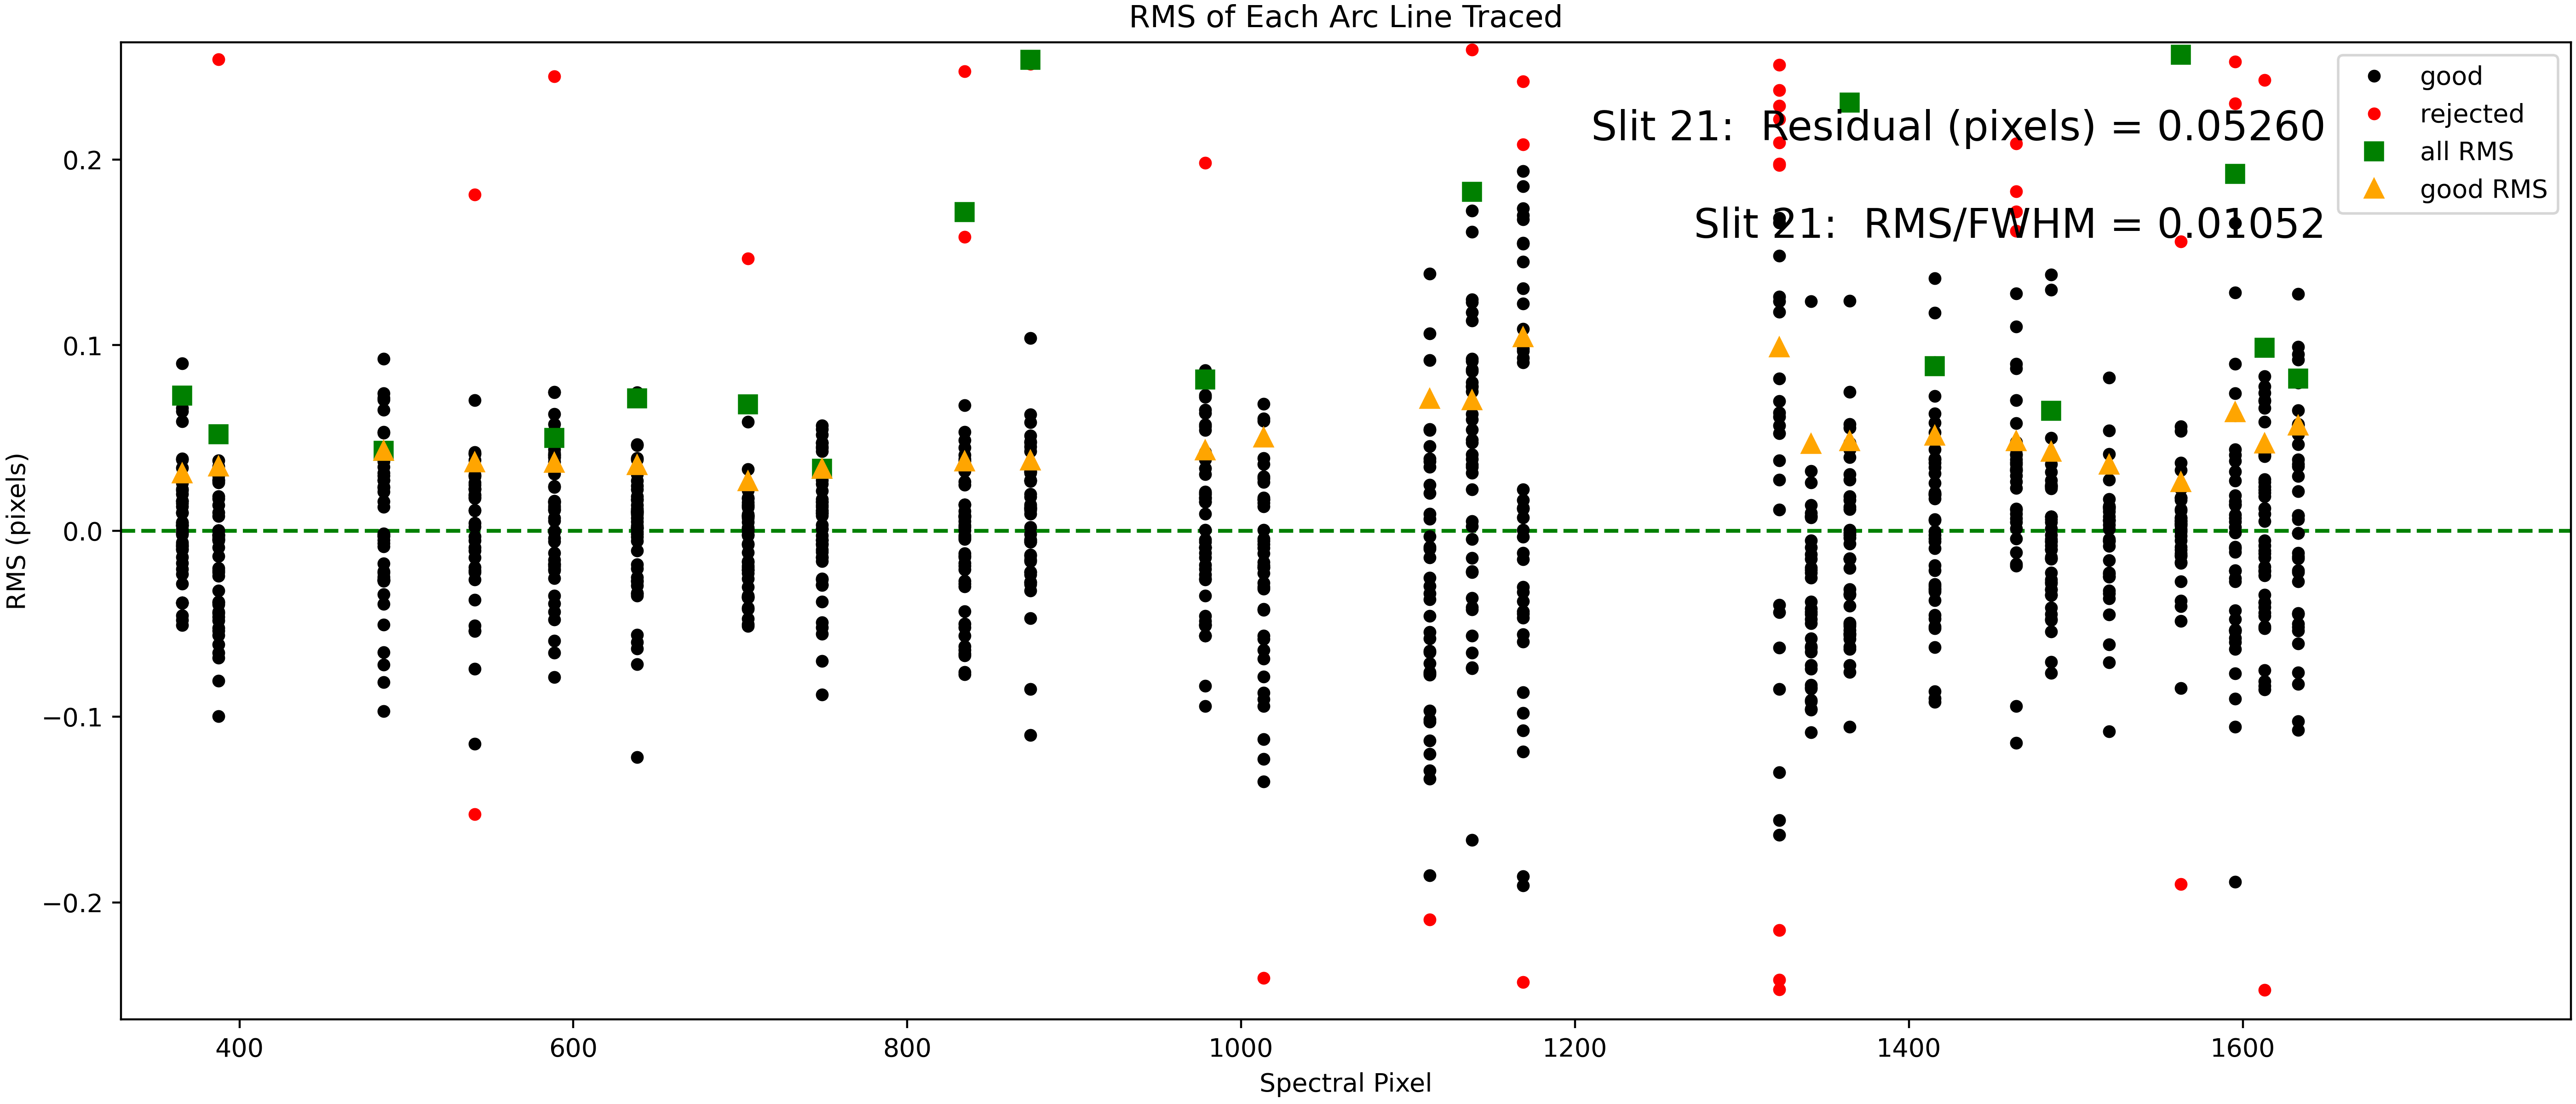 RMS of Each Arc Line Traced
good
rejected
all RMS
good RMS
Slit 21:  Residual (pixels) = 0.05260
Slit 21:  RMS/FWHM = 0.01052
RMS (pixels)
0.2
0.1
0.0
−0.1
−0.2
400 600 800 1000 1200 1400 1600
Spectral Pixel